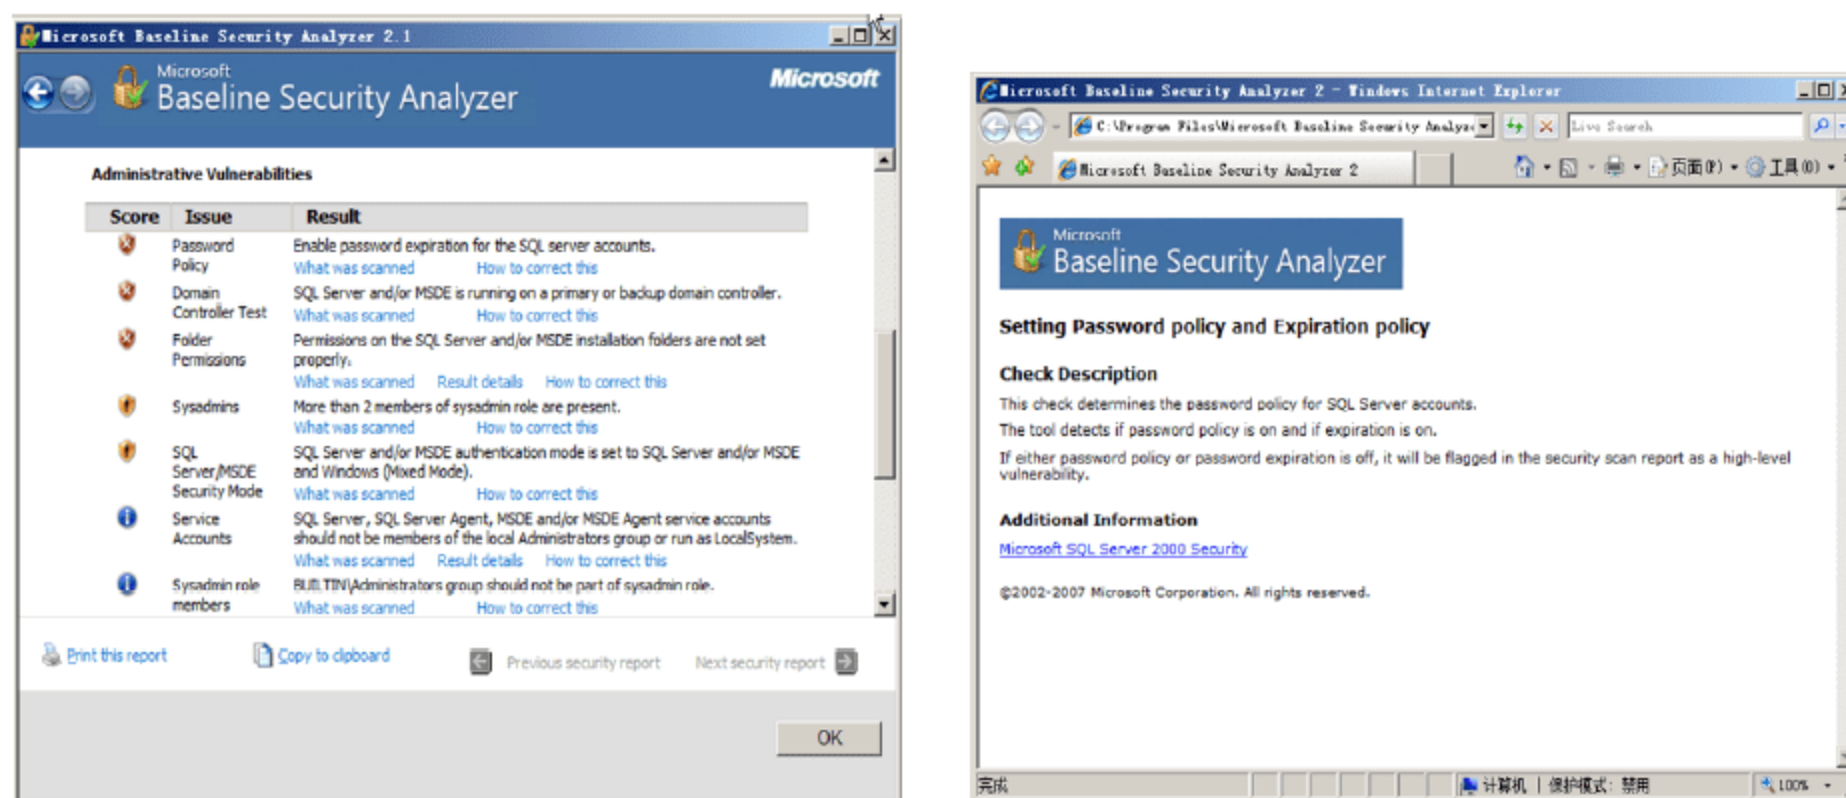 Microsoft Baseline Security Analyzer 2.1
Microsoft
Baseline Security Analyzer
Microsoft
Administrative Vulnerabilities
Score Issue Result
Password Policy
Enable password expiration for the SQL server accounts.
What was scanned How to correct this
Domain Controller Test
SQL Server and/or MSDE is running on a primary or backup domain controller.
What was scanned How to correct this
Folder Permissions
Permissions on the SQL Server and/or MSDE installation folders are not set
properly.
What was scanned Result details How to correct this
Sysadmins
More than 2 members of sysadmin role are present.
What was scanned How to correct this
SQL
Server/MSDE
Security Mode
SQL Server and/or MSDE authentication mode is set to SQL Server and/or MSDE
and Windows (Mixed Mode).
What was scanned How to correct this
Service
Accounts
SQL Server, SQL Server Agent, MSDE and/or MSDE Agent service accounts
should not be members of the local Administrators group or run as LocalSystem.
What was scanned Result details How to correct this
Sysadmin role
members
BUILTIN\Administrators group should not be part of sysadmin role.
What was scanned How to correct this
Print this report Copy to clipboard Previous security report Next security report
OK
Microsoft Baseline Security Analyzer 2 - Windows Internet Explorer
C:\Program Files\Microsoft Baseline Security Analyz
Live Search
Microsoft Baseline Security Analyzer 2
页面(P) 工具(O)
Microsoft
Baseline Security Analyzer
Setting Password policy and Expiration policy
Check Description
This check determines the password policy for SQL Server accounts.
The tool detects if password policy is on and if expiration is on.
If either password policy or password expiration is off, it will be flagged in the security scan report as a high-level
vulnerability.
Additional Information
Microsoft SQL Server 2000 Security
©2002-2007 Microsoft Corporation. All rights reserved.
完成 计算机 | 保护模式: 禁用 100%